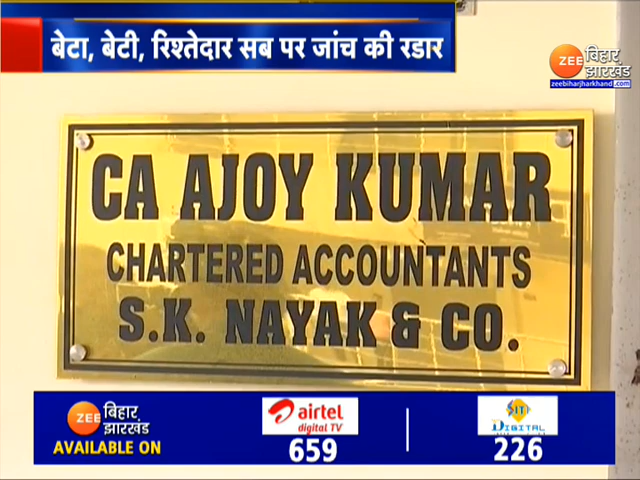 बेटा, बेटी, रिश्तेदार सब पर जांच की रडार
ZEE बिहार झारखंड
zeebiharjharkhand.com
CA AJOY KUMAR
CHARTERED ACCOUNTANTS
S.K. NAYAK & CO.
ZEE बिहार झारखंड
AVAILABLE ON
airtel
digital TV
659
SITI
DIGITAL
226